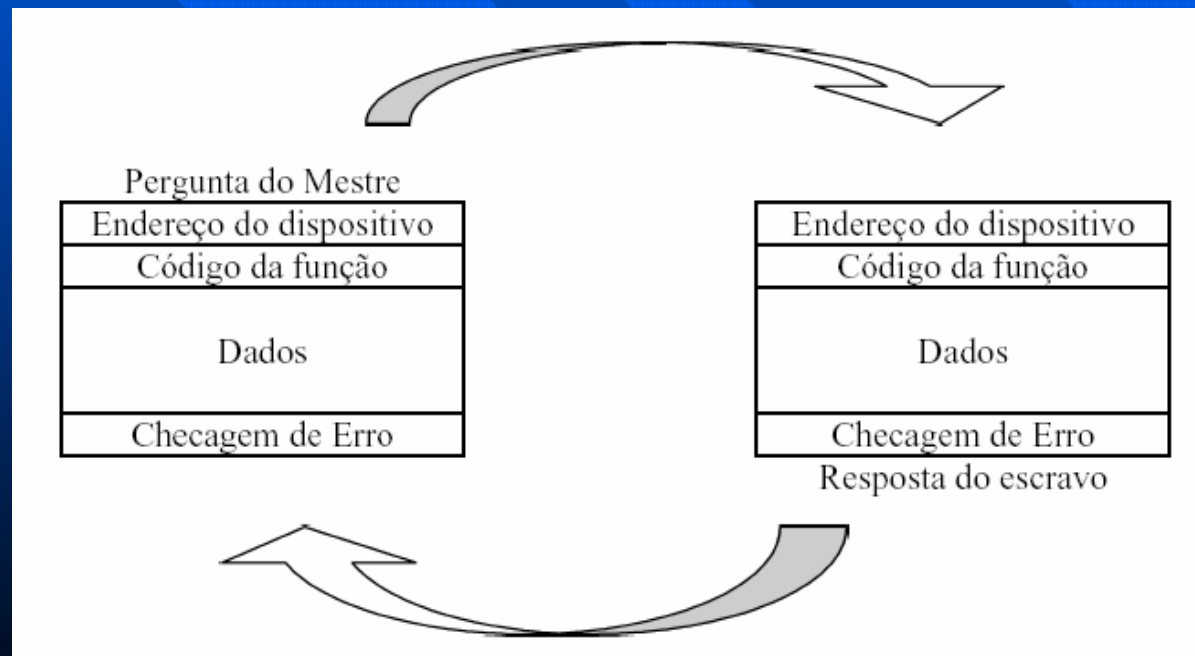 Pergunta do Mestre
Endereço do dispositivo
Código da função
Dados
Checagem de Erro
Endereço do dispositivo
Código da função
Dados
Checagem de Erro
Resposta do escravo